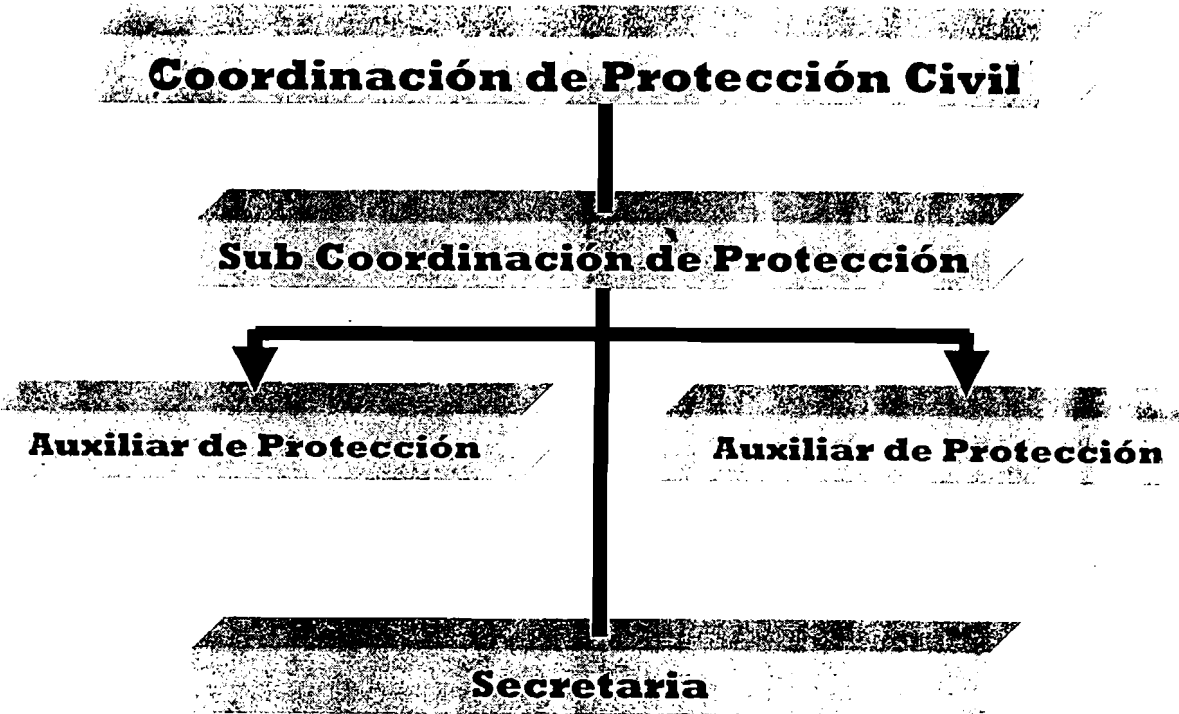 Coordinación de Protección Civil
Sub Coordinación de Protección
Auxiliar de Protección
Auxiliar de Protección
Secretaria